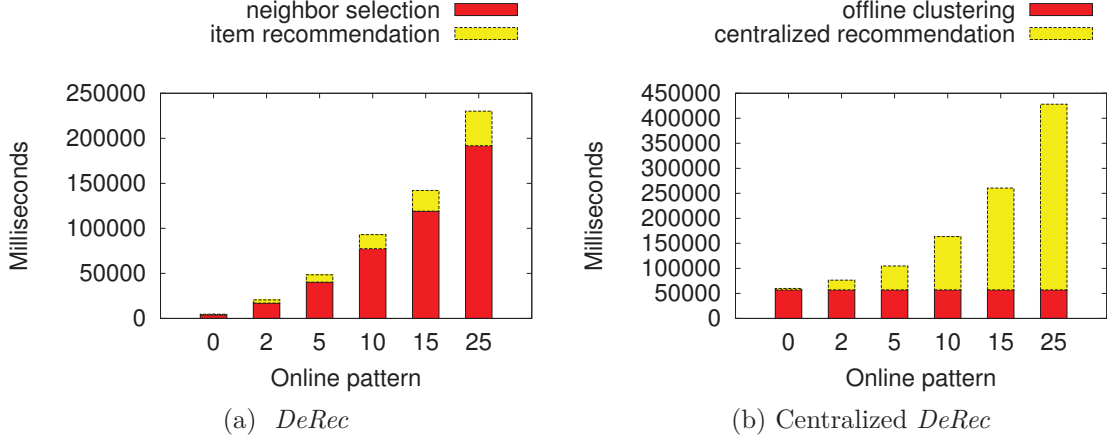 neighbor selection
item recommendation
250000
200000
150000
100000
50000
0
Milliseconds
0 2 5 10 15 25
Online pattern
(a) DeRec
offline clustering
centralized recommendation
450000
400000
350000
300000
250000
200000
150000
100000
50000
0
Milliseconds
0 2 5 10 15 25
Online pattern
(b) Centralized DeRec